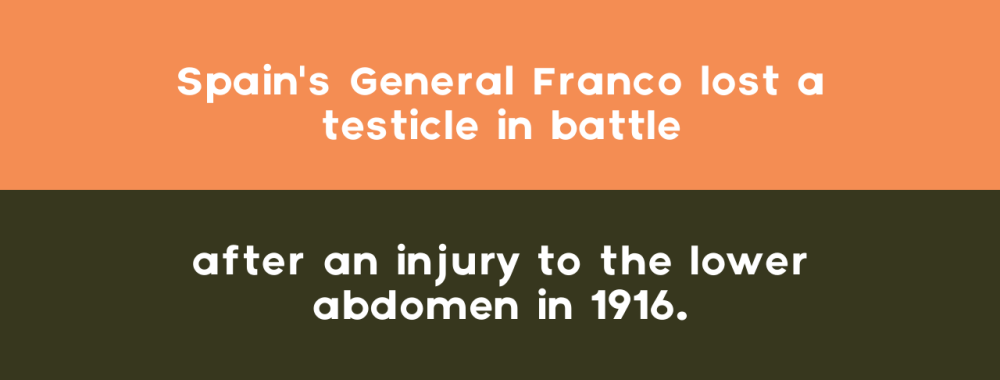 Spain's General Franco lost a
testicle in battle
after an injury to the lower
abdomen in 1916.